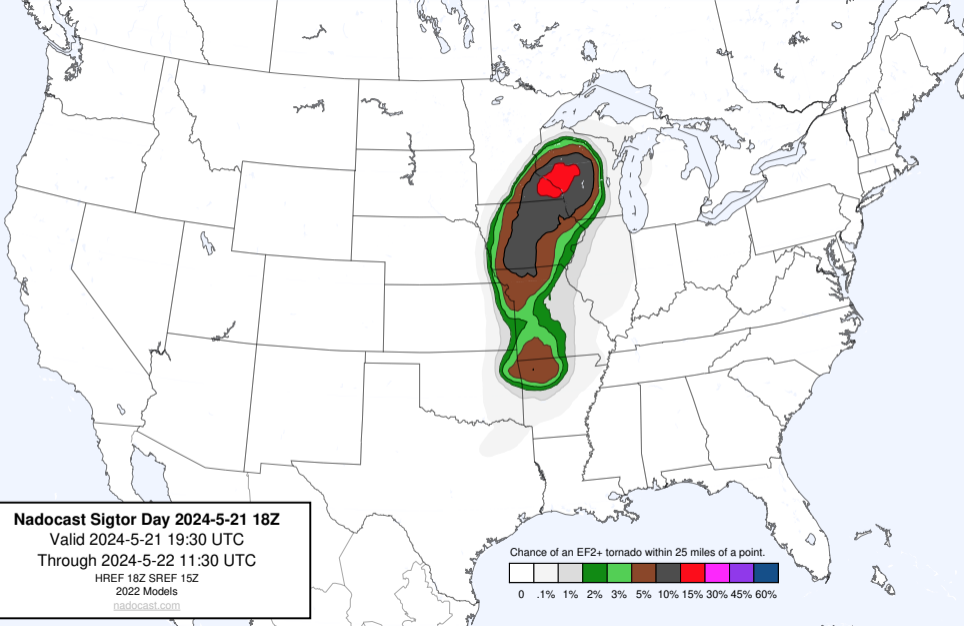 Nadocast Sigtor Day 2024-5-21 18Z
Valid 2024-5-21 19:30 UTC
Through 2024-5-22 11:30 UTC
HREF 18Z SREF 15Z
2022 Models
nadocast.com
Chance of an EF2+ tornado within 25 miles of a point.
0 .1% 1% 2% 3% 5% 10% 15% 30% 45% 60%